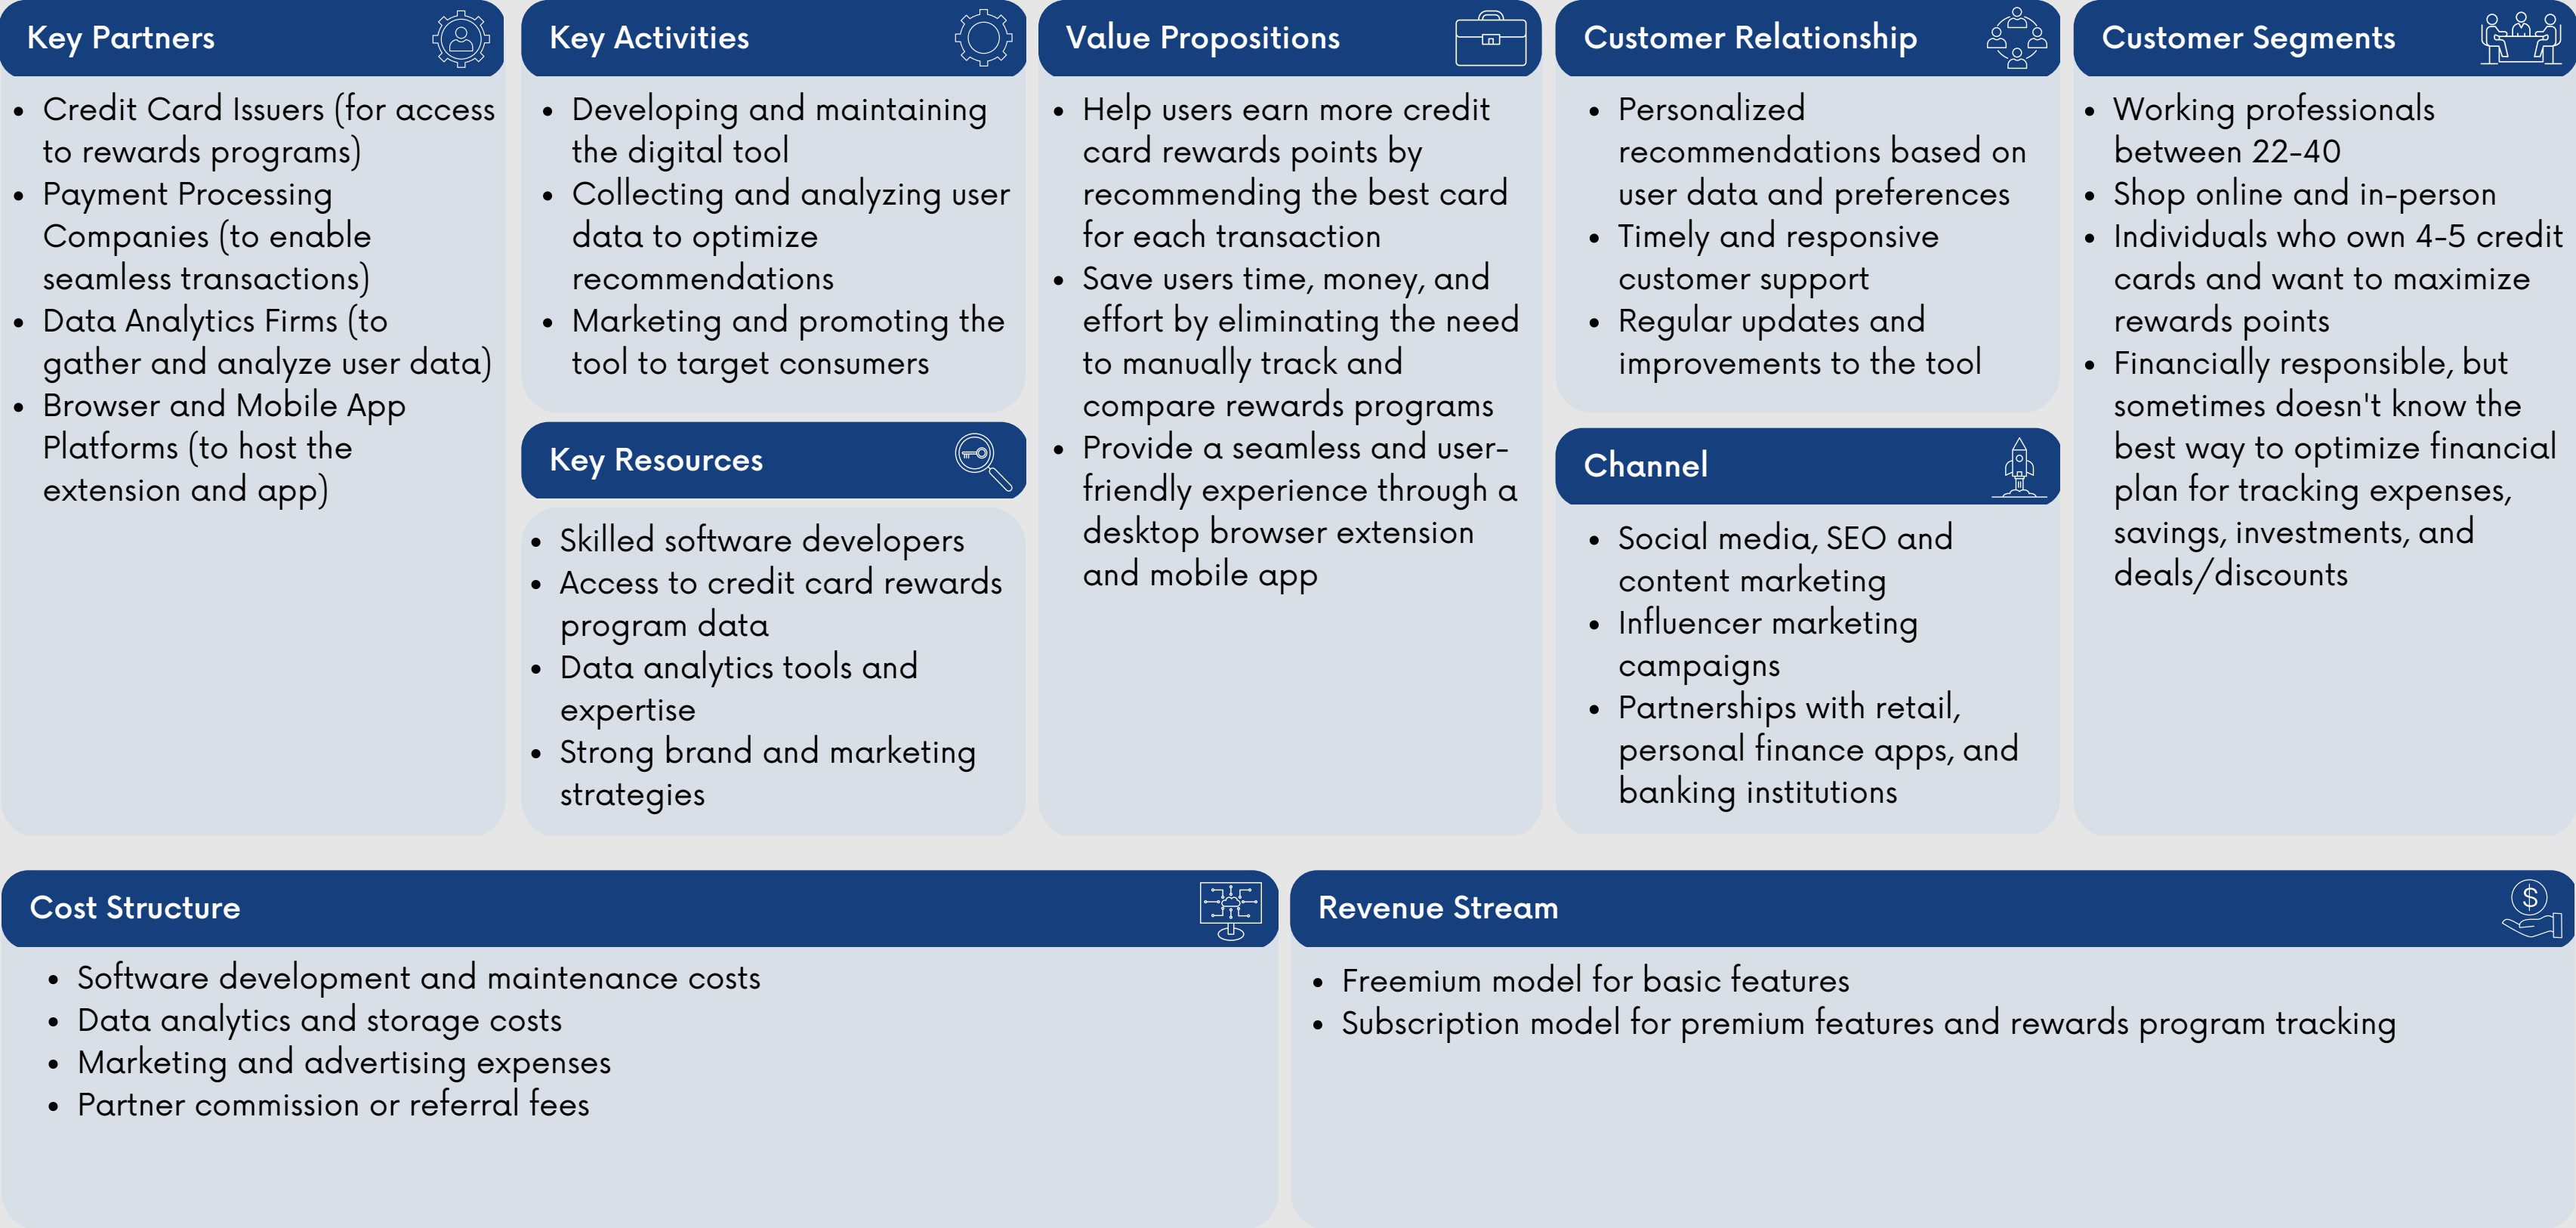 Key Partners
• Credit Card Issuers (for access
to rewards programs)
• Payment Processing
Companies (to enable
seamless transactions)
• Data Analytics Firms (to
gather and analyze user data)
• Browser and Mobile App
Platforms (to host the
extension and app)
Key Activities
• Developing and maintaining
the digital tool
• Collecting and analyzing user
data to optimize
recommendations
• Marketing and promoting the
tool to target consumers
Key Resources
• Skilled software developers
• Access to credit card rewards
program data
• Data analytics tools and
expertise
• Strong brand and marketing
strategies
Value Propositions
• Help users earn more credit
card rewards points by
recommending the best card
for each transaction
• Save users time, money, and
effort by eliminating the need
to manually track and
compare rewards programs
• Provide a seamless and user-
friendly experience through a
desktop browser extension
and mobile app
Customer Relationship
• Personalized
recommendations based on
user data and preferences
• Timely and responsive
customer support
• Regular updates and
improvements to the tool
Channel
• Social media, SEO and
content marketing
• Influencer marketing
campaigns
• Partnerships with retail,
personal finance apps, and
banking institutions
Customer Segments
• Working professionals
between 22-40
• Shop online and in-person
• Individuals who own 4-5 credit
cards and want to maximize
rewards points
• Financially responsible, but
sometimes doesn't know the
best way to optimize financial
plan for tracking expenses,
savings, investments, and
deals/discounts
Cost Structure
• Software development and maintenance costs
• Data analytics and storage costs
• Marketing and advertising expenses
• Partner commission or referral fees
Revenue Stream
$
• Freemium model for basic features
• Subscription model for premium features and rewards program tracking